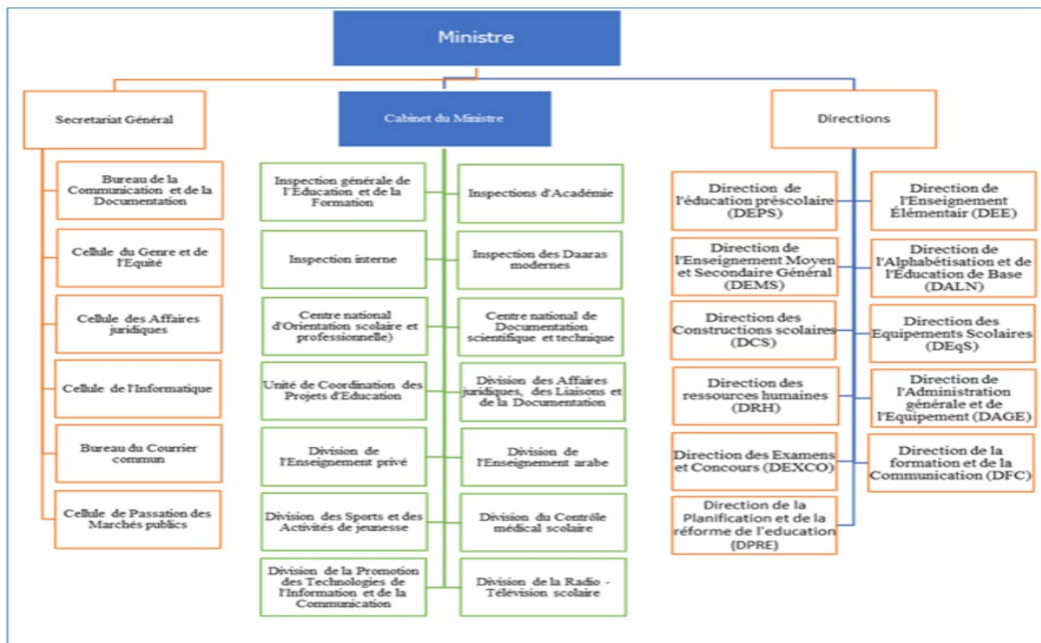 Ministre
Secretariat Général
Cabinet du Ministre
Directions
Bureau de la
Communication et de la
Documentation
Cellule du Genre et de
l'Equité
Cellule des Affaires
juridiques
Cellule de l'Informatique
Bureau du Courrier
commun
Cellule de Passation des
Marchés publics
Inspection générale de
l'Éducation et de la
Formation
Inspections d'Académie
Inspection interne
Inspection des Daaras
modernes
Centre national
d'Orientation scolaire et
professionnelle)
Centre national de
Documentation
scientifique et technique
Unité de Coordination des
Projets d'Education
Division des Affaires
juridiques, des Liaisons et
de la Documentation
Division de
l'Enseignement privé
Division de
l'Enseignement arabe
Division des Sports et des
Activités de jeunesse
Division du Contrôle
médical scolaire
Division de la Promotion
des Technologies de
l'Information et de la
Communication
Division de la Radio -
Télévision scolaire
Direction de
l'éducation préscolaire
(DEPS)
Direction de
l'Enseignement
Élémentair (DEE)
Direction de
l'Enseignement Moyen
et Secondaire Général
(DEMS)
Direction de
l'Alphabétisation et de
l'Éducation de Base
(DALN)
Direction des
Constructions scolaires
(DCS)
Direction des
Equipements Scolaires
(DEqS)
Direction des
ressources humaines
(DRH)
Direction de
l'Administration
générale et de
l'Equipement (DAGE)
Direction des Examens
et Concours (DEXCO)
Direction de la
formation et de la
Communication (DFC)
Direction de la
Planification et de la
réforme de l'education
(DPRE)